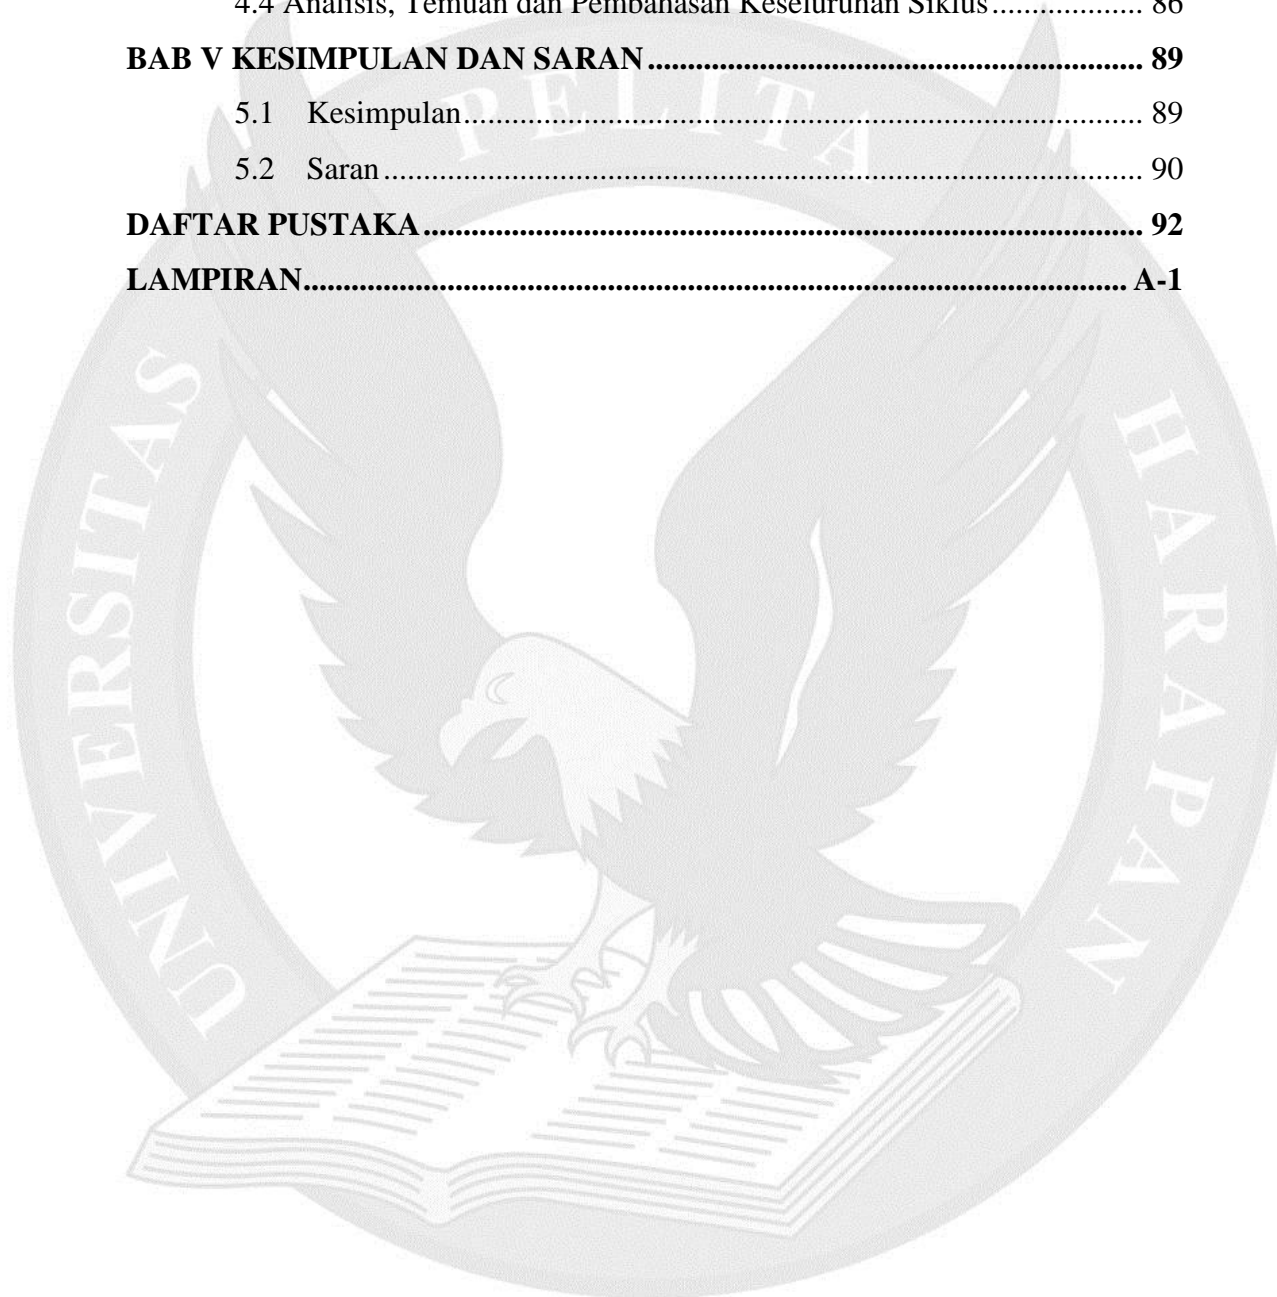 4.4 Analisis, Temuan dan Pembahasan Keseluruhan Siklus................... 86
BAB V KESIMPULAN DAN SARAN.............................................................. 89
5.1 Kesimpulan..................................................................................... 89
5.2 Saran............................................................................................... 90
DAFTAR PUSTAKA.......................................................................................... 92
LAMPIRAN....................................................................................................... A-1
UNIVERSITAS PELITA HARAPAN